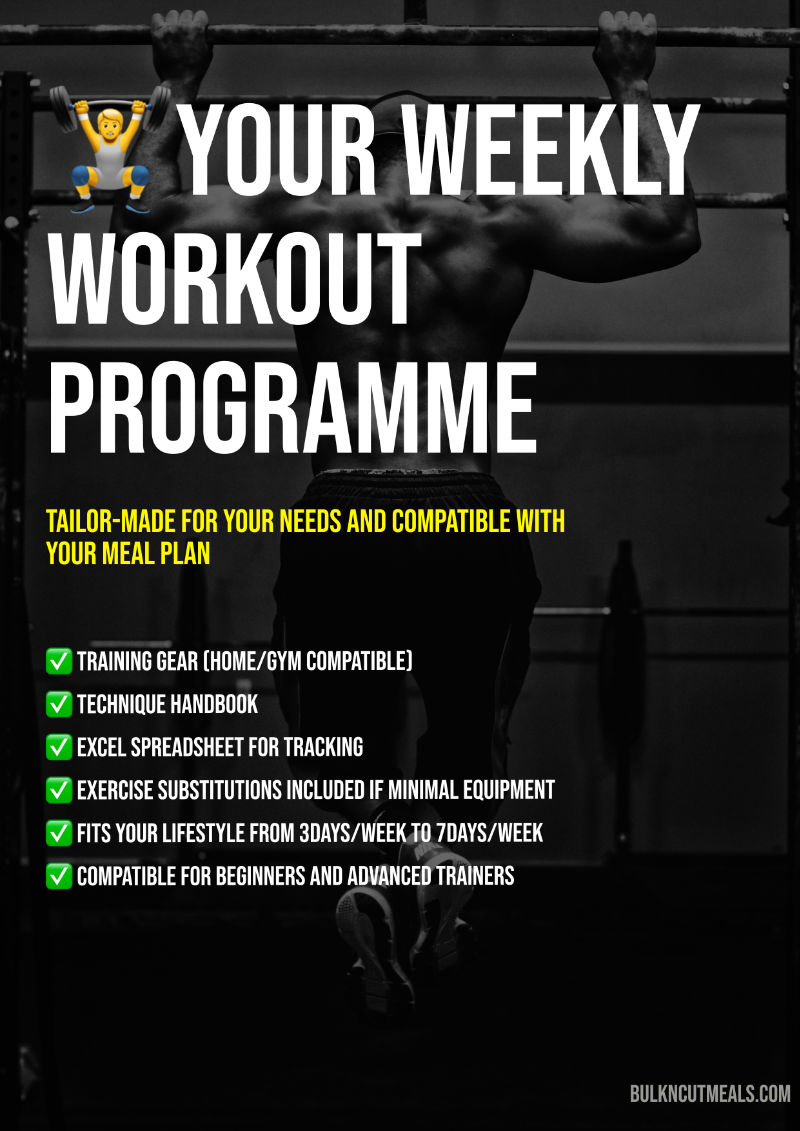 🏋️YOUR WEEKLY
WORKOUT
PROGRAMME
TAILOR-MADE FOR YOUR NEEDS AND COMPATIBLE WITH
YOUR MEAL PLAN
✅ TRAINING GEAR (HOME/GYM COMPATIBLE)
✅ TECHNIQUE HANDBOOK
✅ EXCEL SPREADSHEET FOR TRACKING
✅ EXERCISE SUBSTITUTIONS INCLUDED IF MINIMAL EQUIPMENT
✅ FITS YOUR LIFESTYLE FROM 3DAYS/WEEK TO 7DAYS/WEEK
✅ COMPATIBLE FOR BEGINNERS AND ADVANCED TRAINERS
BULKNCUTMEALS.COM